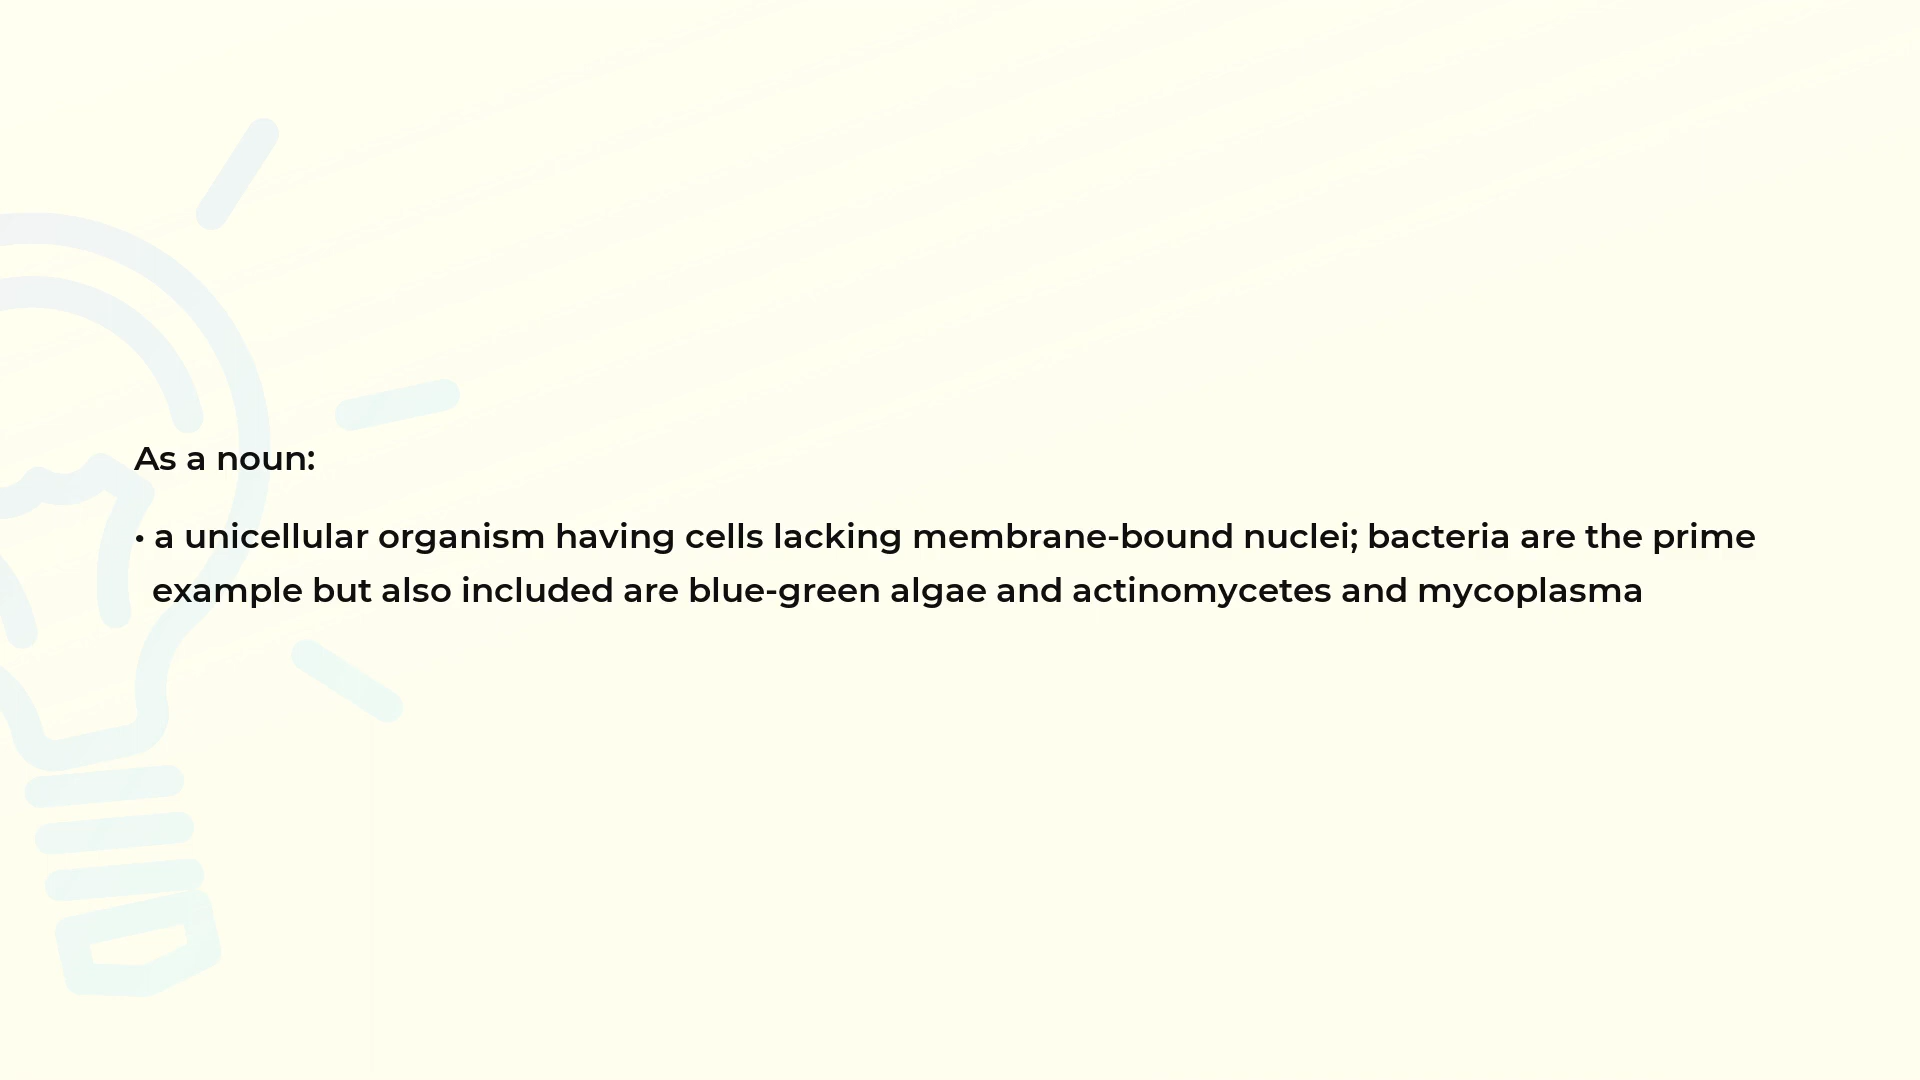 As a noun:
• a unicellular organism having cells lacking membrane-bound nuclei; bacteria are the prime
example but also included are blue-green algae and actinomycetes and mycoplasma